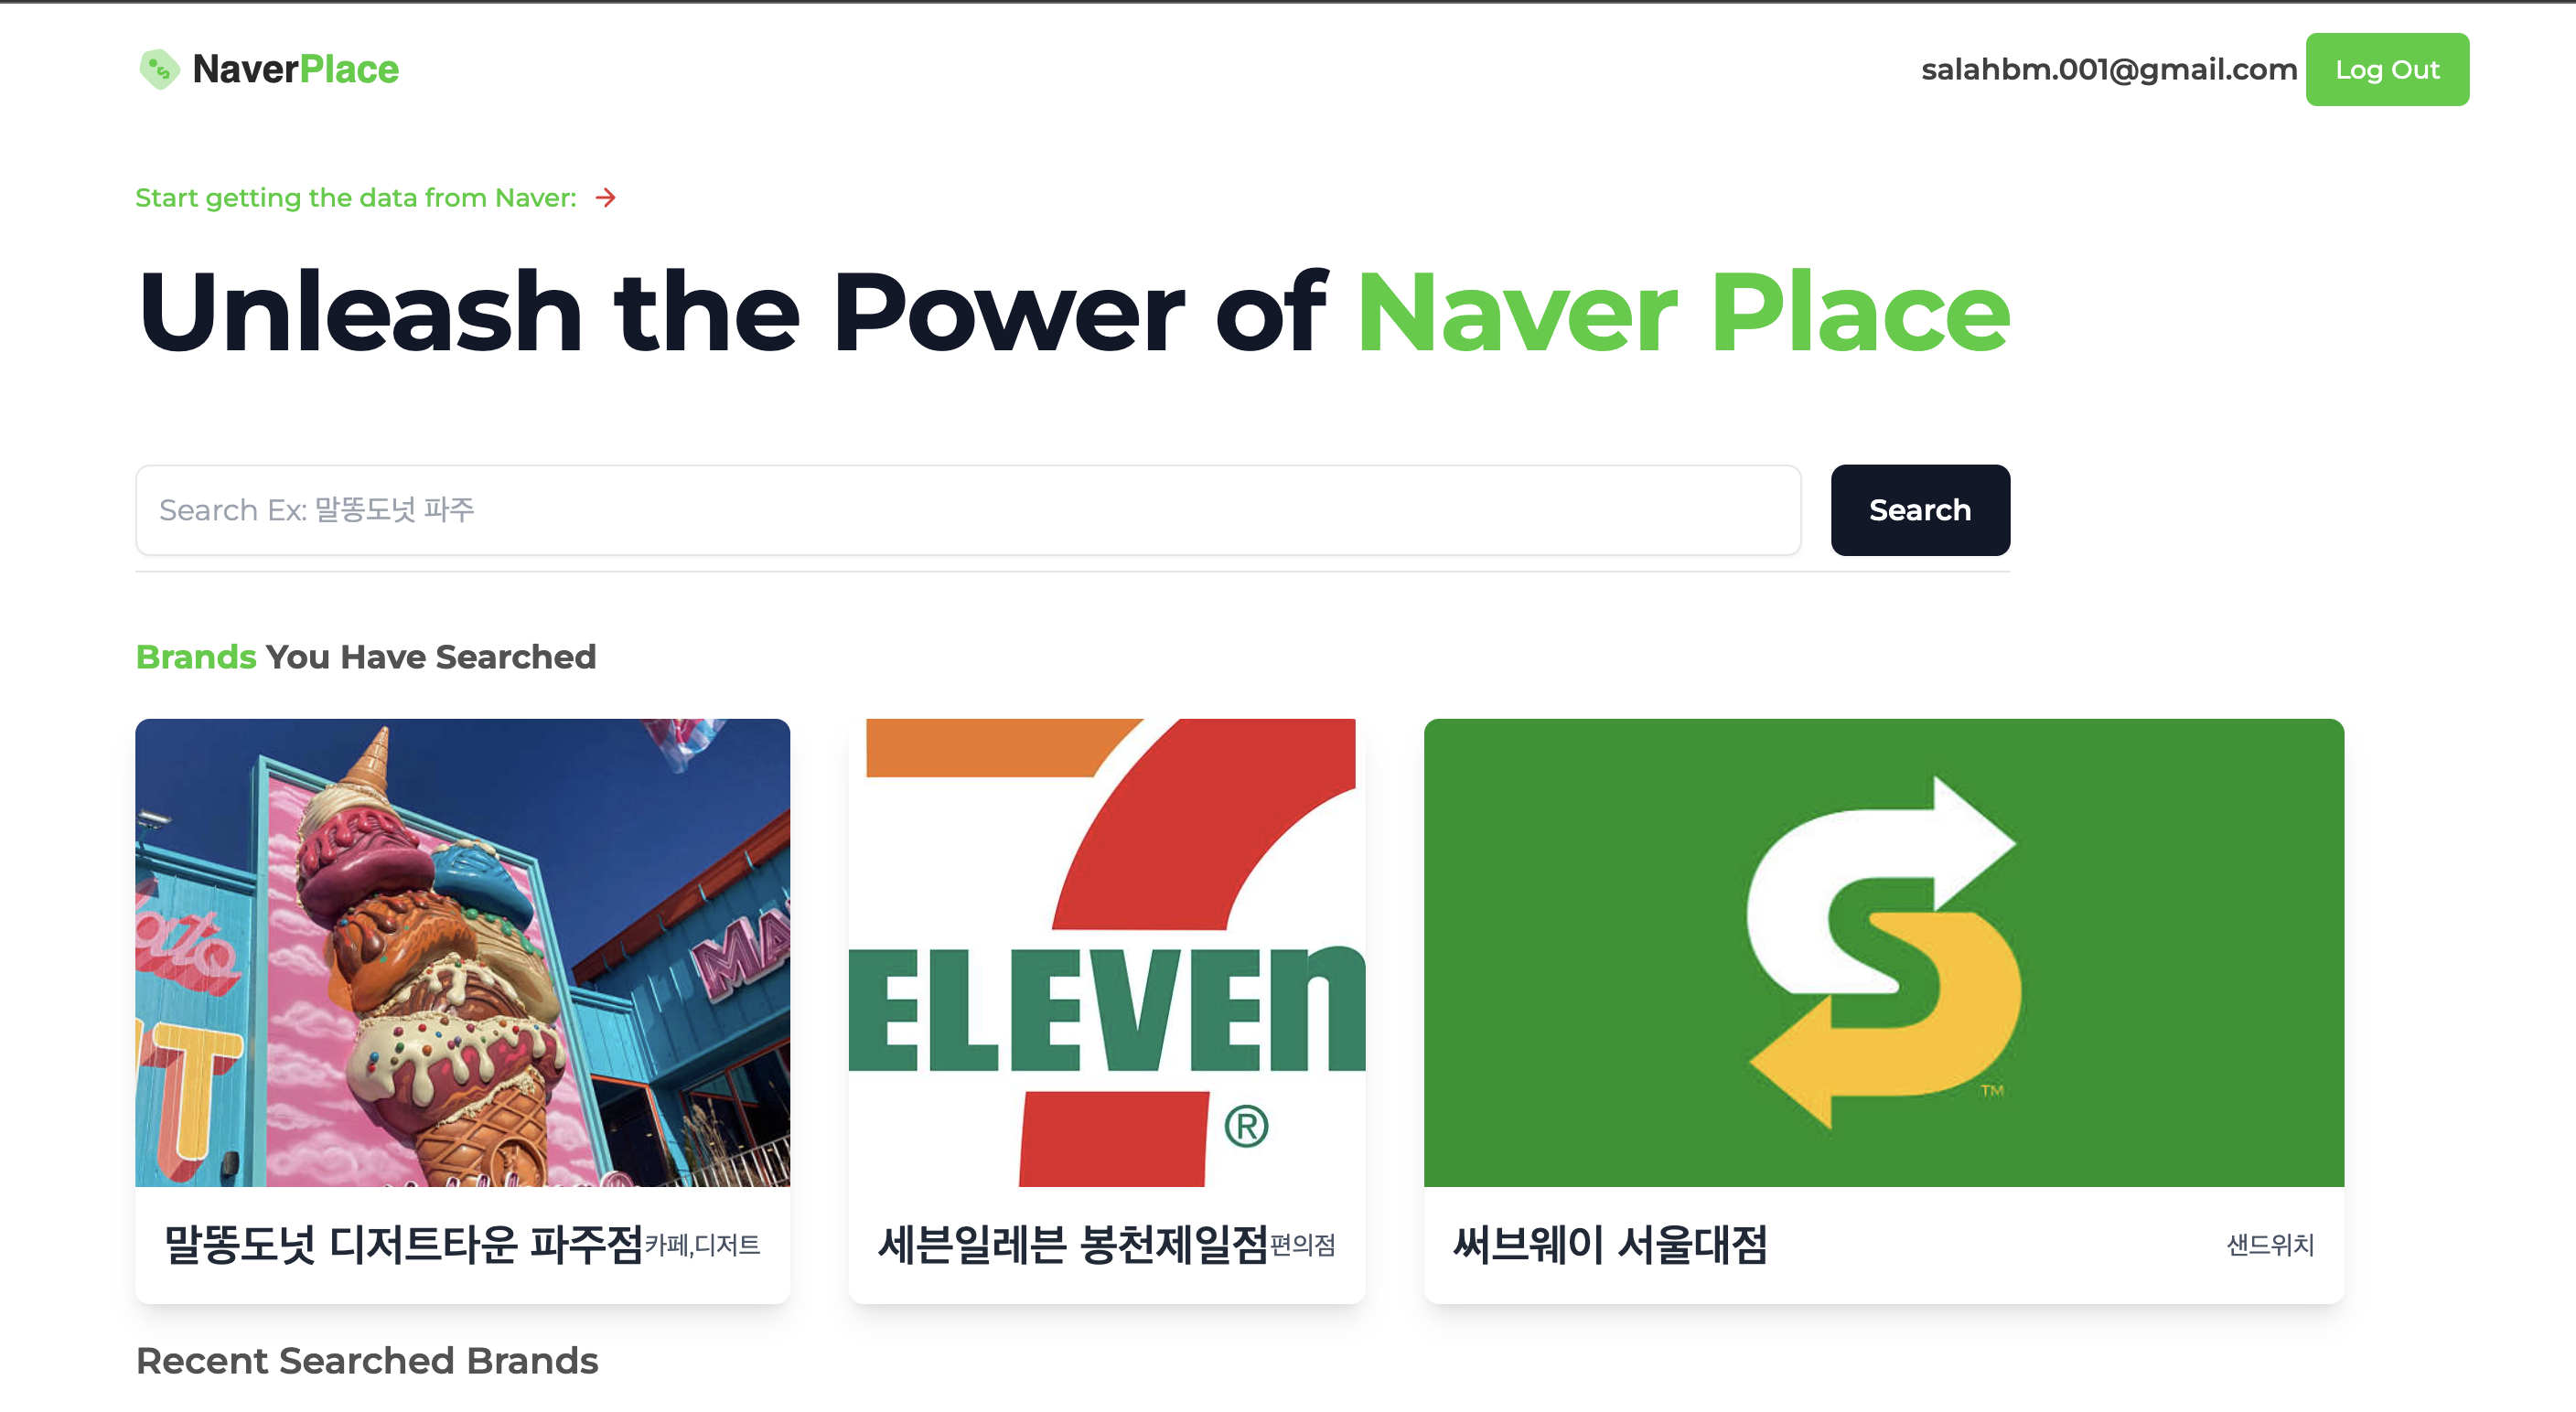 NaverPlace
salahbm.001@gmail.com Log Out
Start getting the data from Naver: →
Unleash the Power of Naver Place
Search Ex: 말똥도넛 파주
Search
Brands You Have Searched
MA
T
7
ELEVEn
®
S
TM
말똥도넛 디저트타운 파주점 카페,디저트
세븐일레븐 봉천제일점 편의점
써브웨이 서울대점 샌드위치
Recent Searched Brands